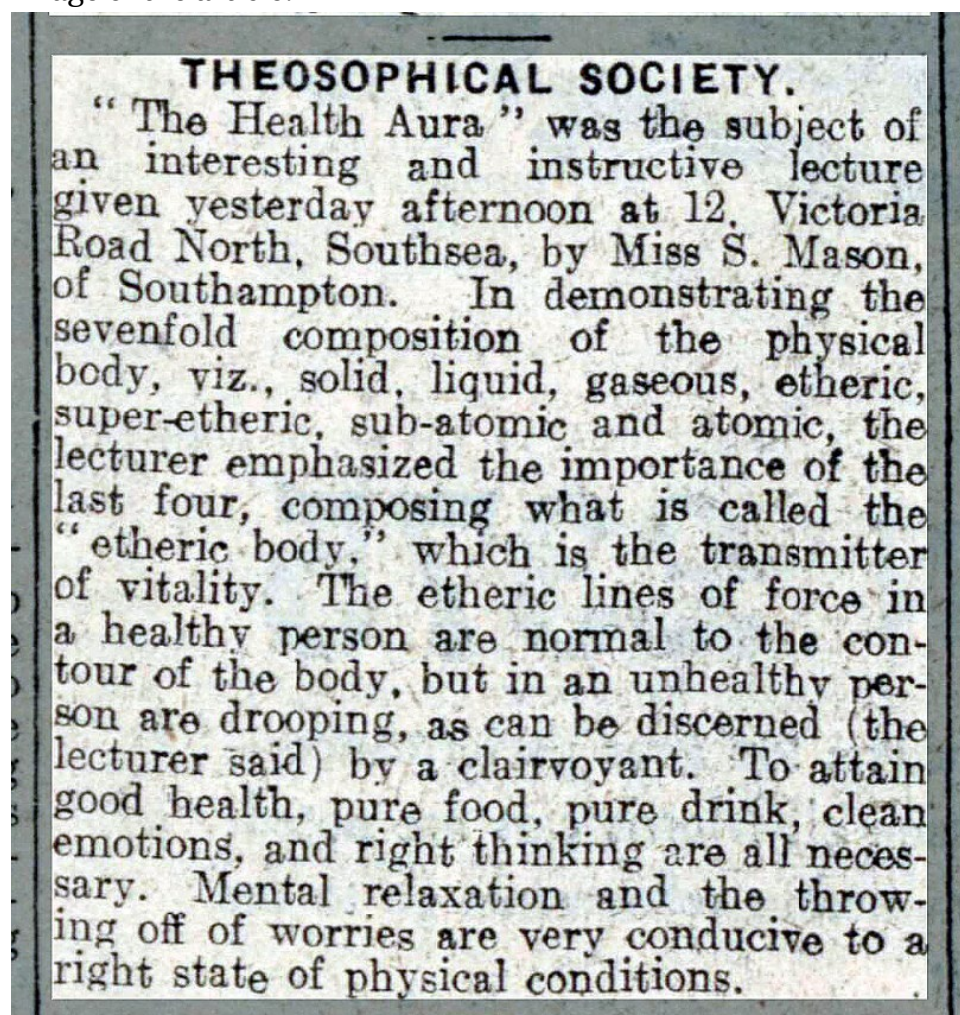 THEOSOPHICAL SOCIETY.
“ The Health Aura ” was the subject of
an interesting and instructive lecture
given yesterday afternoon at 12, Victoria
Road North, Southsea, by Miss S. Mason,
of Southampton. In demonstrating the
sevenfold composition of the physical
body, viz., solid, liquid, gaseous, etheric,
super-etheric, sub-atomic and atomic, the
lecturer emphasized the importance of the
last four, composing what is called the
“ etheric body,” which is the transmitter
of vitality. The etheric lines of force in
a healthy person are normal to the con-
tour of the body, but in an unhealthy per-
son are drooping, as can be discerned (the
lecturer said) by a clairvoyant. To attain
good health, pure food, pure drink, clean
emotions, and right thinking are all neces-
sary. Mental relaxation and the throw-
ing off of worries are very conducive to a
right state of physical conditions.